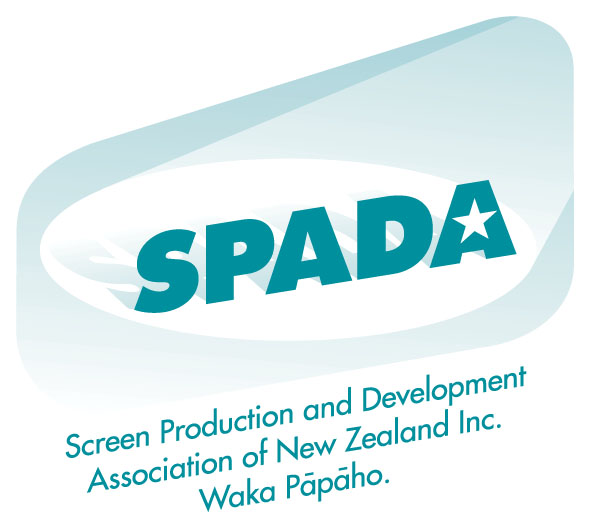 SPADA
Screen Production and Development
Association of New Zealand Inc.
Waka Pāpāho.